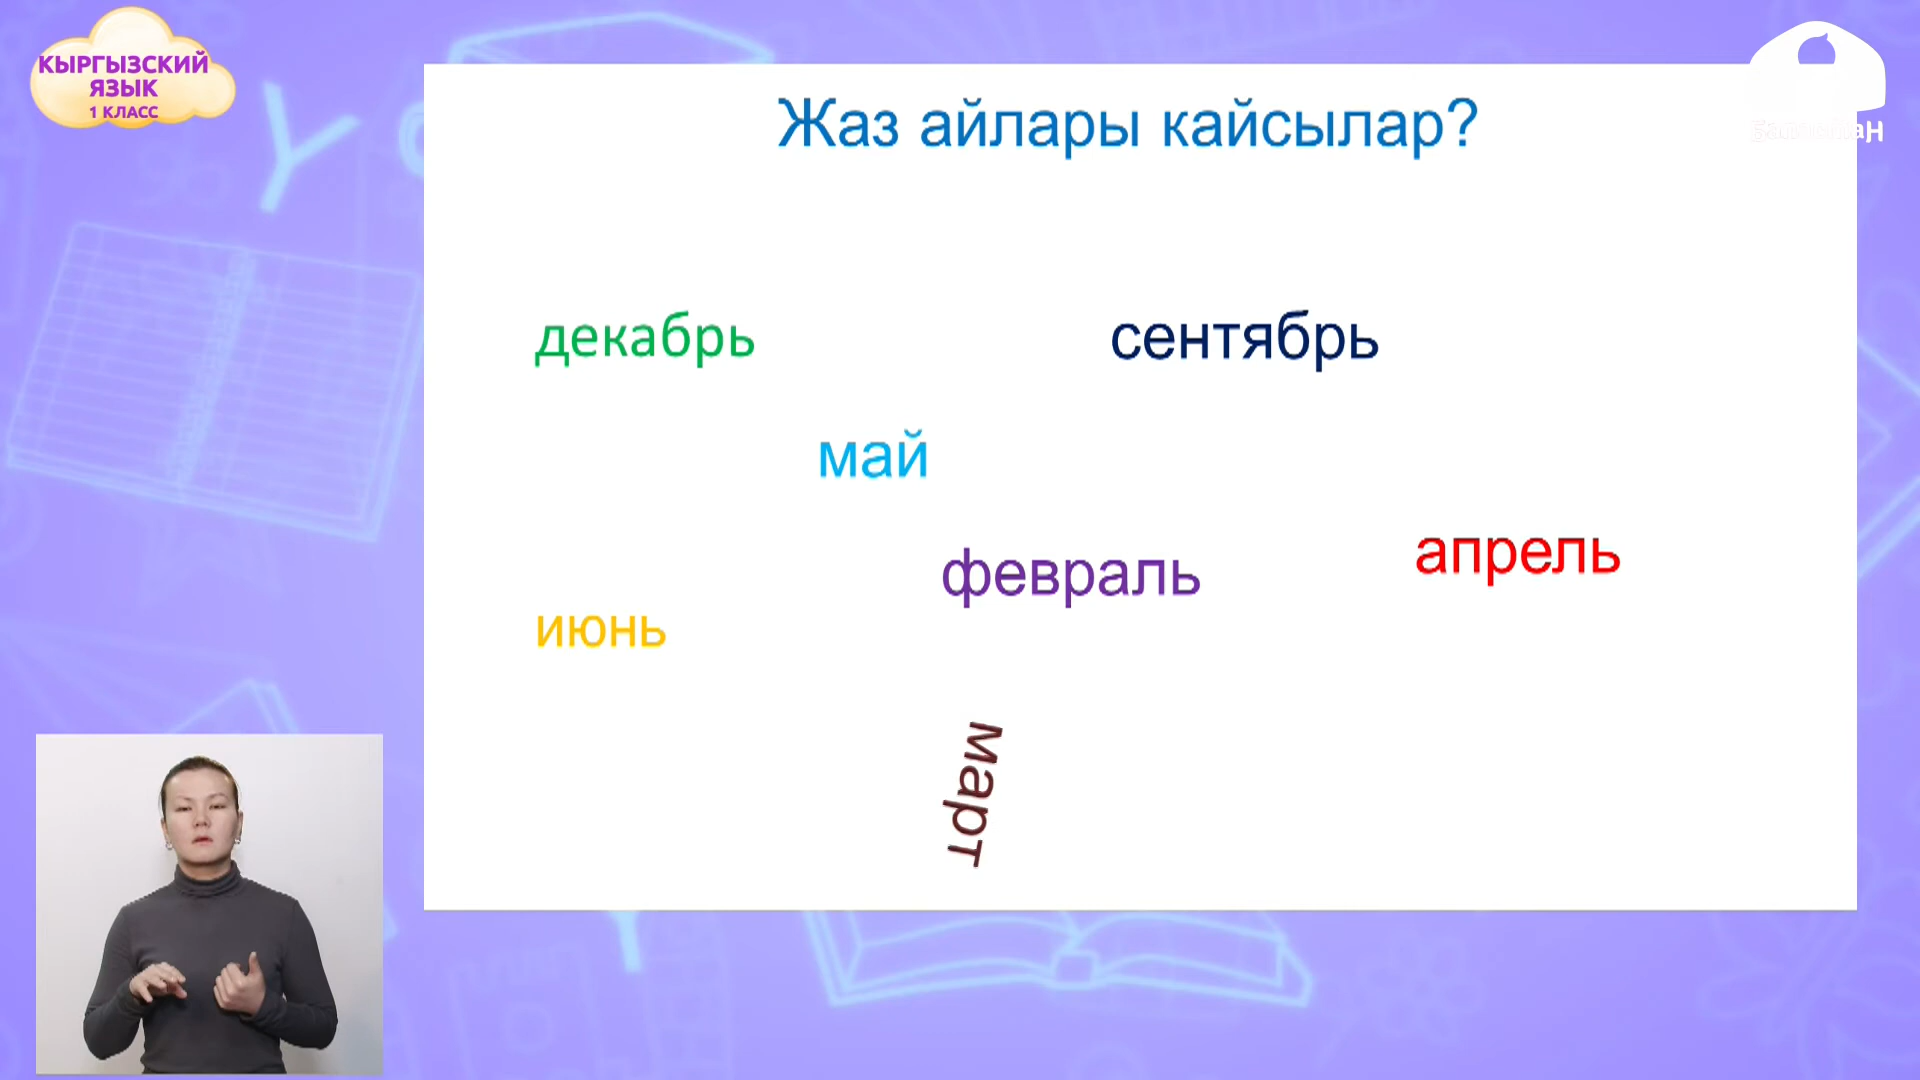 КЫРГЫЗСКИЙ
ЯЗЫК
1 КЛАСС
Жаз айлары кайсылар?
декабрь
сентябрь
май
апрель
февраль
июнь
март